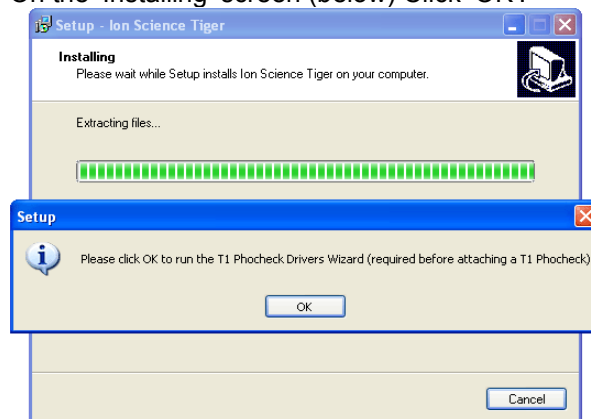 On the 'Installing' screen (below) Click 'OK'.
Setup - Ion Science Tiger
Installing
Please wait while Setup installs Ion Science Tiger on your computer.
Extracting files...
Setup
Please click OK to run the T1 Phocheck Drivers Wizard (required before attaching a T1 Phocheck)
OK
Cancel